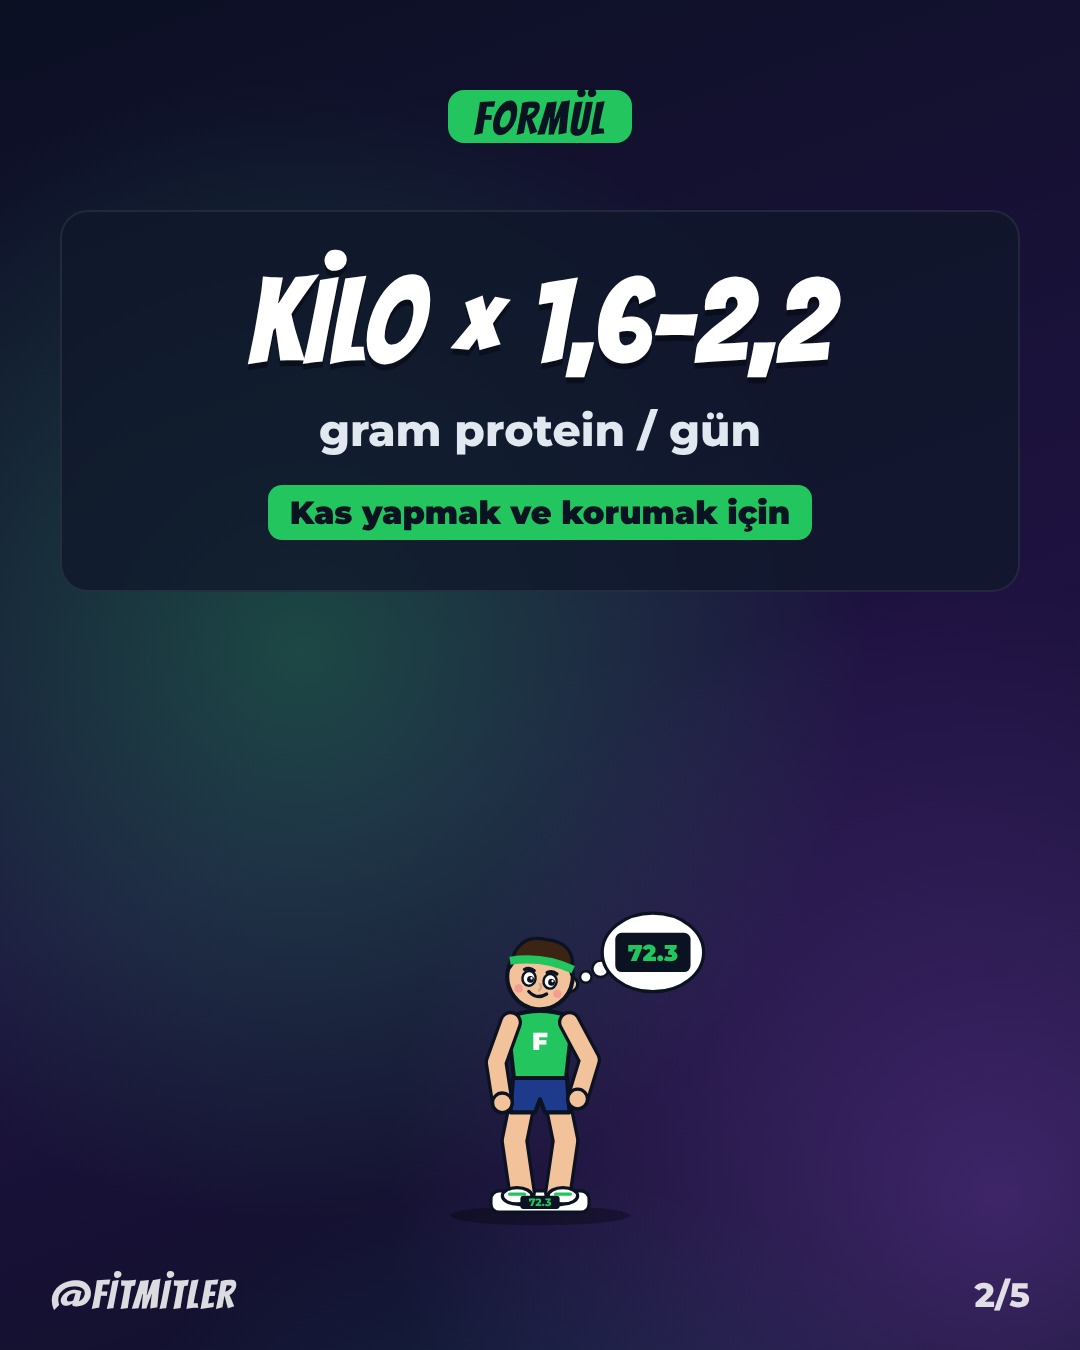 FORMÜL
KİLO × 1,6–2,2
gram protein / gün
Kas yapmak ve korumak için
72.3
F
72.3
@FİTMİTLER
2/5